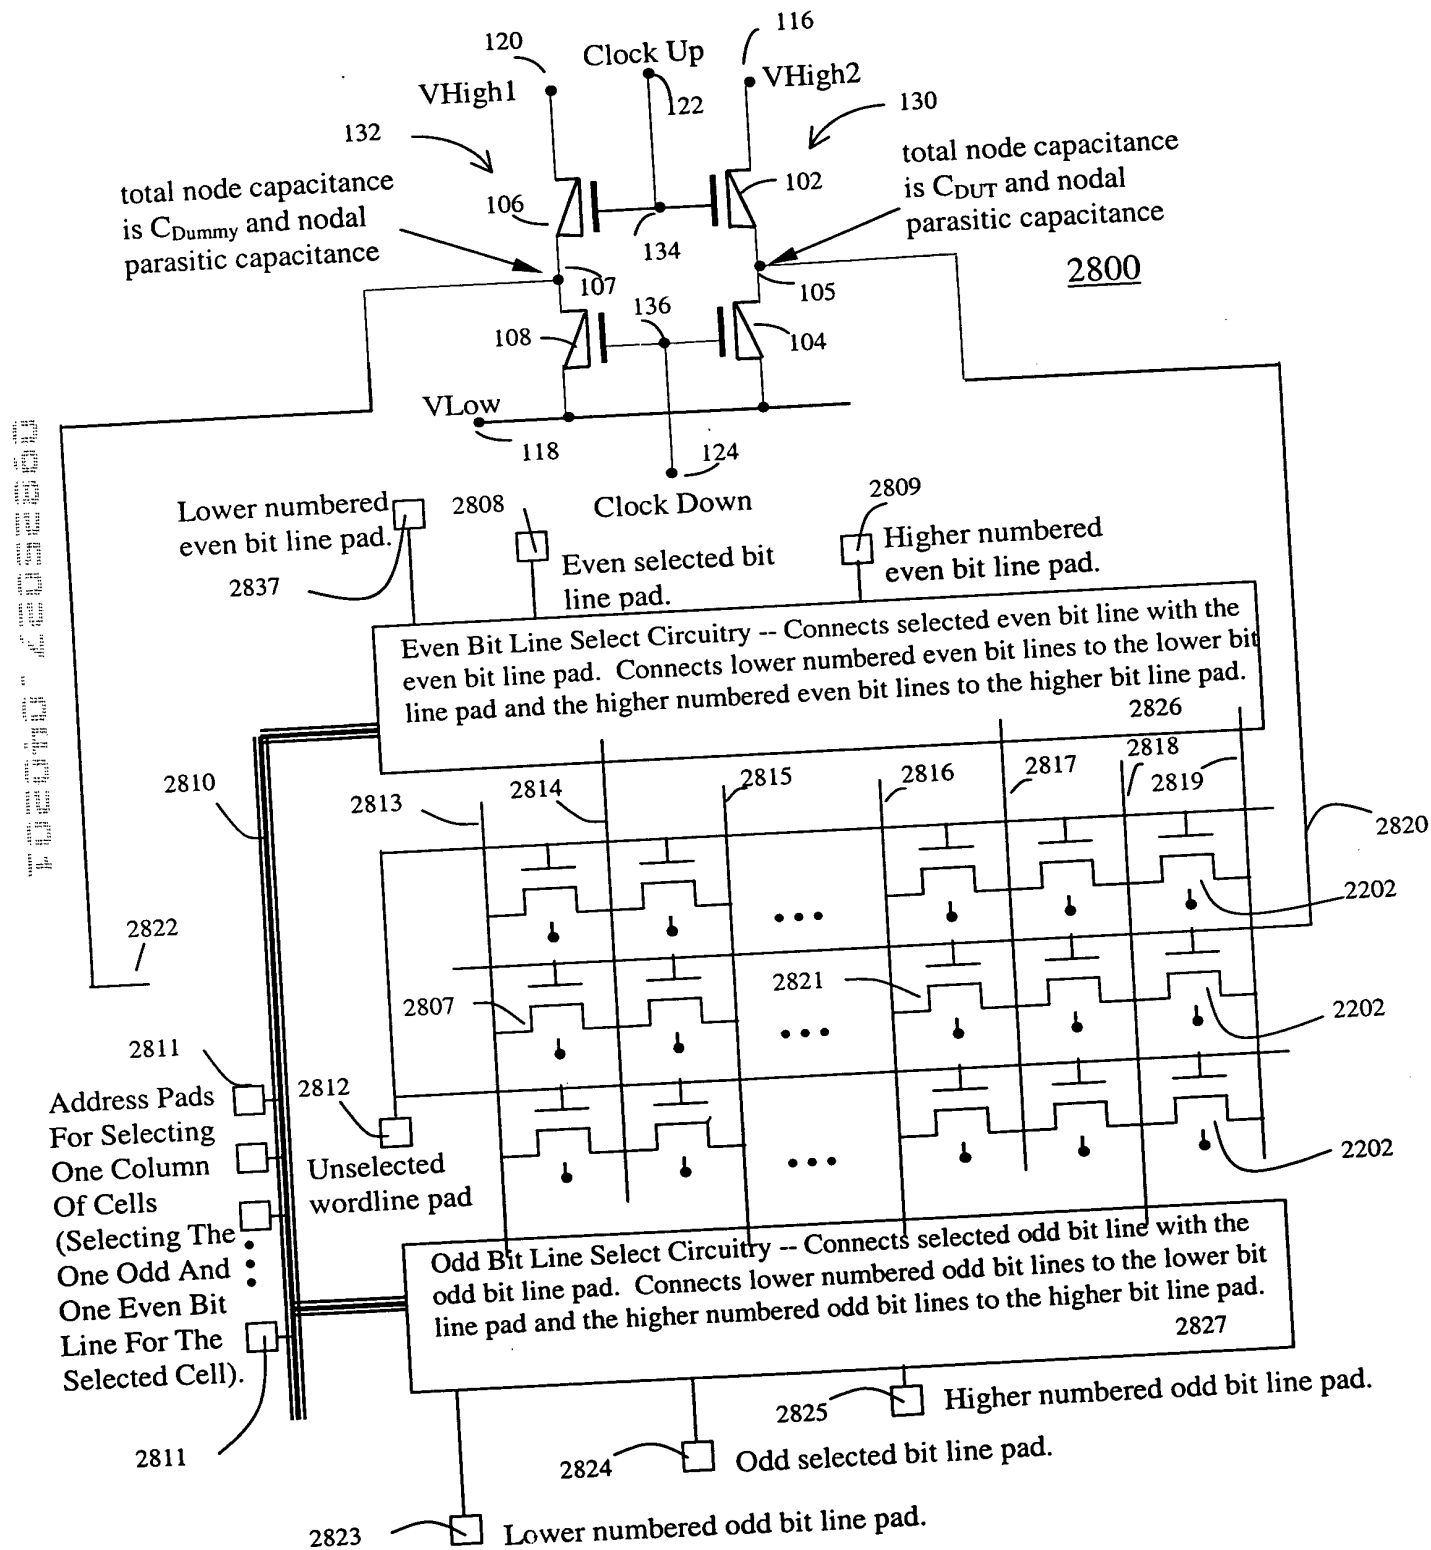 120
Clock Up
116
VHigh1
122
VHigh2
132
130
total node capacitance
is CDummy and nodal
parasitic capacitance
106
134
102
total node capacitance
is CDUT and nodal
parasitic capacitance
2800
107
136
105
108
104
VLow
118
124
Clock Down
Lower numbered
even bit line pad.
2837
2808
Even selected bit
line pad.
2809
Higher numbered
even bit line pad.
Even Bit Line Select Circuitry -- Connects selected even bit line with the
even bit line pad. Connects lower numbered even bit lines to the lower bit
line pad and the higher numbered even bit lines to the higher bit line pad.
2826
2810
2813
2814
2815
2816
2817
2818
2819
2820
2202
2822
2807
2821
2202
2811
2812
2202
Address Pads
For Selecting
One Column
Of Cells
(Selecting The
One Odd And
One Even Bit
Line For The
Selected Cell).
2811
Unselected
wordline pad
Odd Bit Line Select Circuitry -- Connects selected odd bit line with the
odd bit line pad. Connects lower numbered odd bit lines to the lower bit
line pad and the higher numbered odd bit lines to the higher bit line pad.
2827
2825
Higher numbered odd bit line pad.
2824
Odd selected bit line pad.
2823
Lower numbered odd bit line pad.